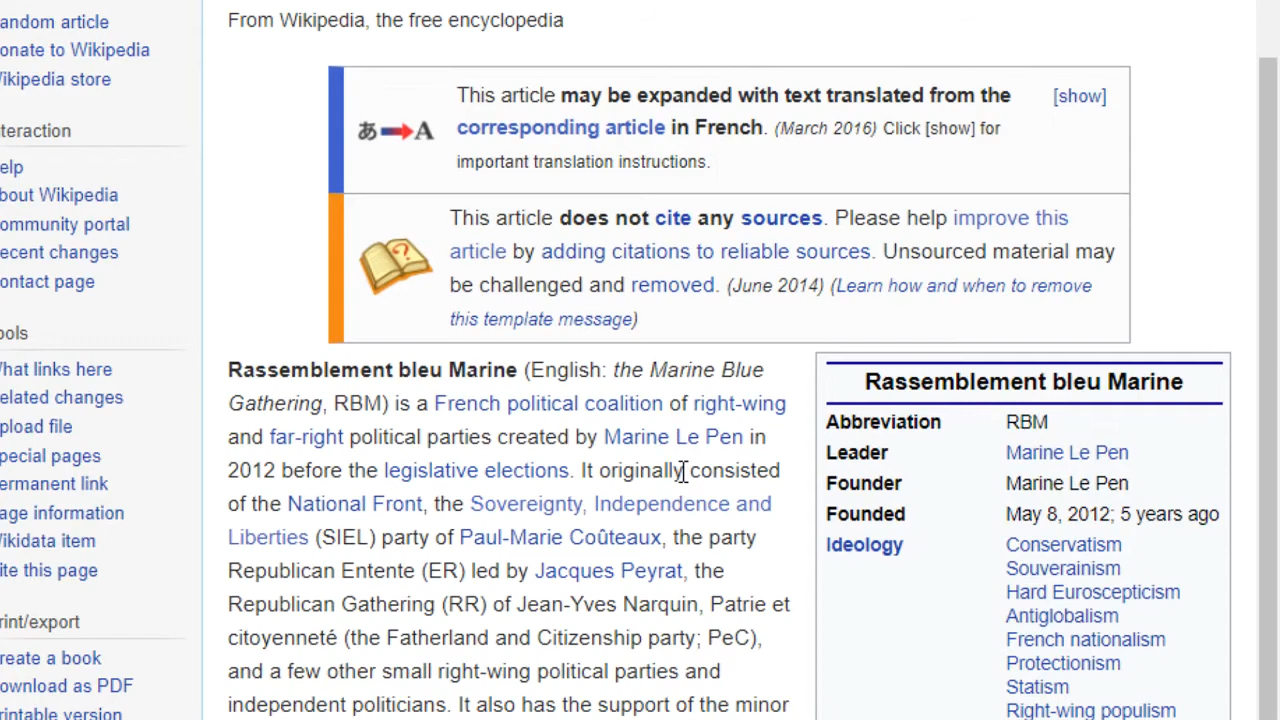 andom article
onate to Wikipedia
ikipedia store
nteraction
elp
bout Wikipedia
ommunity portal
ecent changes
ontact page
ools
hat links here
elated changes
pload file
pecial pages
ermanent link
age information
ikidata item
ite this page
rint/export
reate a book
ownload as PDF
rintable version
From Wikipedia, the free encyclopedia
あ A
This article may be expanded with text translated from the [show]
corresponding article in French. (March 2016) Click [show] for
important translation instructions.
This article does not cite any sources. Please help improve this
article by adding citations to reliable sources. Unsourced material may
be challenged and removed. (June 2014) (Learn how and when to remove
this template message)
Rassemblement bleu Marine (English: the Marine Blue
Gathering, RBM) is a French political coalition of right-wing
and far-right political parties created by Marine Le Pen in
2012 before the legislative elections. It originally consisted
of the National Front, the Sovereignty, Independence and
Liberties (SIEL) party of Paul-Marie Coûteaux, the party
Republican Entente (ER) led by Jacques Peyrat, the
Republican Gathering (RR) of Jean-Yves Narquin, Patrie et
citoyenneté (the Fatherland and Citizenship party; PeC),
and a few other small right-wing political parties and
independent politicians. It also has the support of the minor
Rassemblement bleu Marine
Abbreviation RBM
Leader Marine Le Pen
Founder Marine Le Pen
Founded May 8, 2012; 5 years ago
Ideology Conservatism
Souverainism
Hard Euroscepticism
Antiglobalism
French nationalism
Protectionism
Statism
Right-wing populism